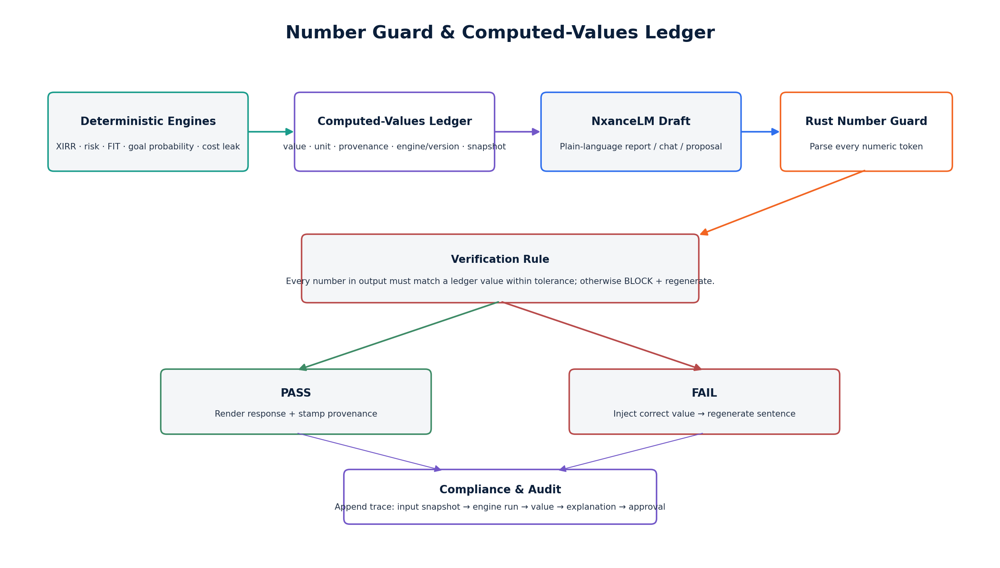 Number Guard & Computed-Values Ledger
Deterministic Engines
XIRR · risk · FIT · goal probability · cost leak
Computed-Values Ledger
value · unit · provenance · engine/version · snapshot
NxanceLM Draft
Plain-language report / chat / proposal
Rust Number Guard
Parse every numeric token
Verification Rule
Every number in output must match a ledger value within tolerance; otherwise BLOCK + regenerate.
PASS
Render response + stamp provenance
FAIL
Inject correct value → regenerate sentence
Compliance & Audit
Append trace: input snapshot → engine run → value → explanation → approval